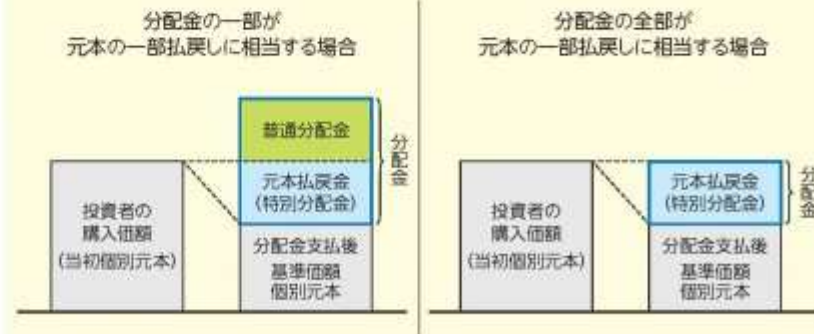 分配金の一部が
元本の一部払戻しに相当する場合
普通分配金
元本払戻金
(特別分配金)
分配金
投資者の
購入価額
(当初個別元本)
分配金支払後
基準価額
個別元本
分配金の全部が
元本の一部払戻しに相当する場合
元本払戻金
(特別分配金)
分配金
投資者の
購入価額
(当初個別元本)
分配金支払後
基準価額
個別元本